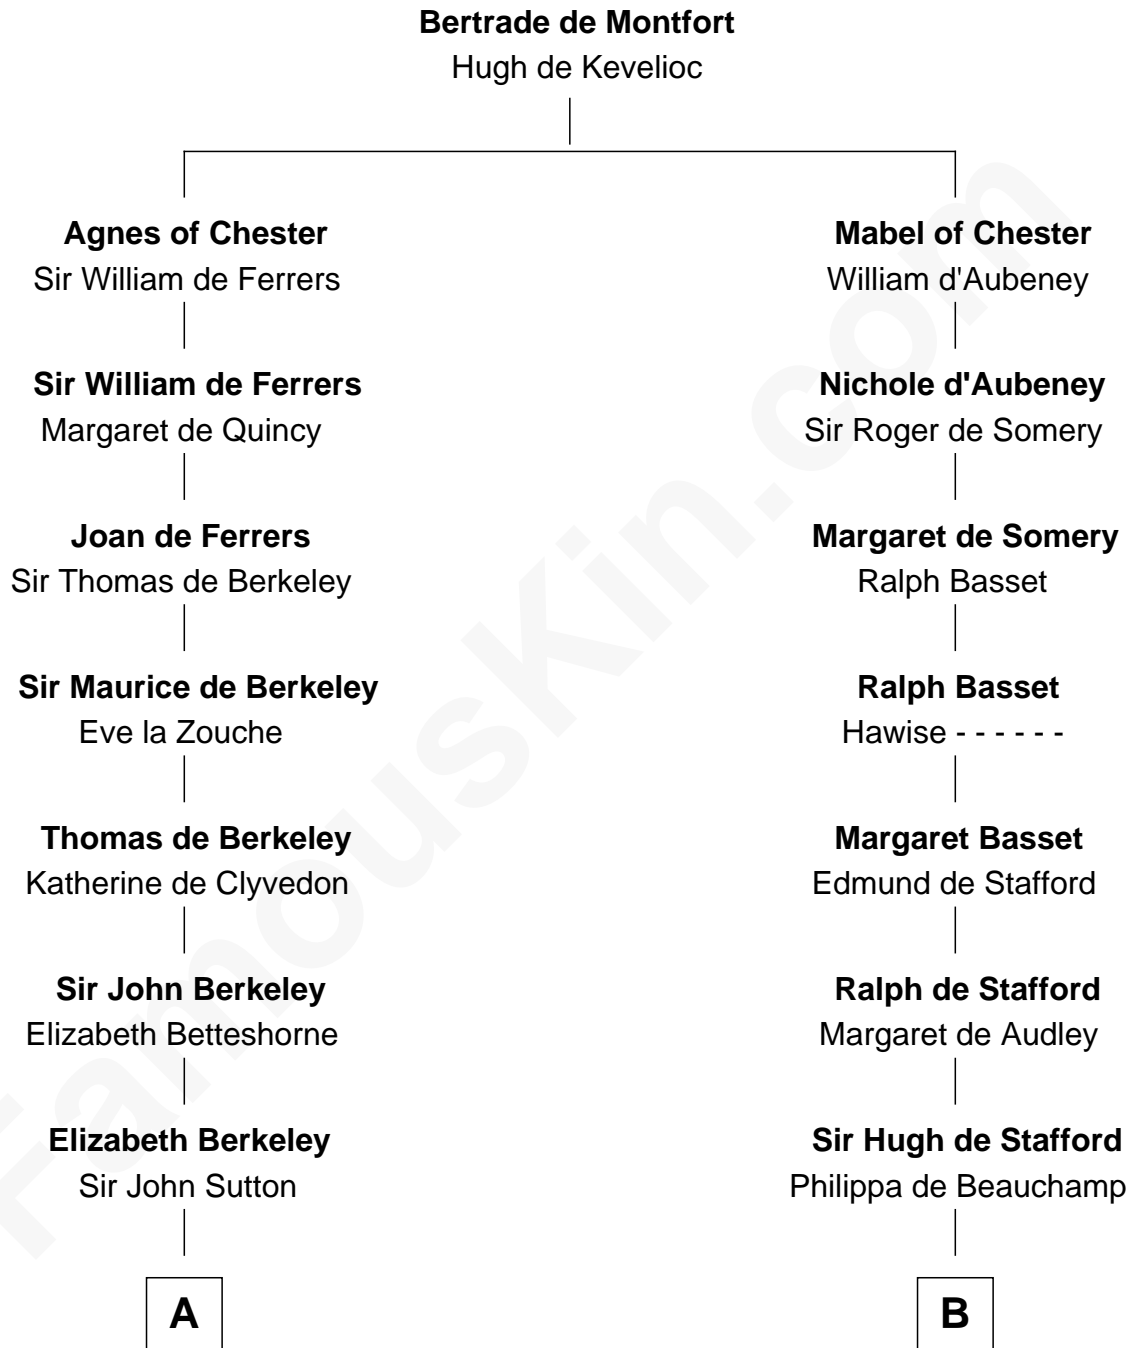 Bertrade de Montfort
Hugh de Kevelioc
Agnes of Chester
Sir William de Ferrers
Mabel of Chester
William d'Aubeney
Sir William de Ferrers
Margaret de Quincy
Nichole d'Aubeney
Sir Roger de Somery
Joan de Ferrers
Sir Thomas de Berkeley
Margaret de Somery
Ralph Basset
Sir Maurice de Berkeley
Eve la Zouche
Ralph Basset
Hawise - - - - - -
Thomas de Berkeley
Katherine de Clyvedon
Margaret Basset
Edmund de Stafford
Sir John Berkeley
Elizabeth Betteshorne
Ralph de Stafford
Margaret de Audley
Elizabeth Berkeley
Sir John Sutton
Sir Hugh de Stafford
Philippa de Beauchamp
A
B
FamousKin.com